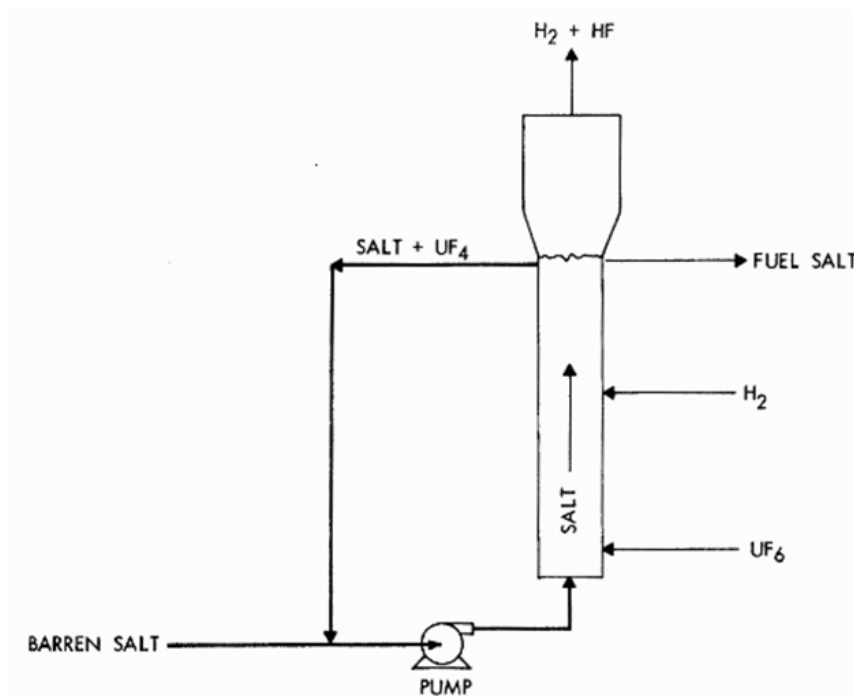 H₂ + HF
SALT + UF₄
FUEL SALT
H₂
SALT
UF₆
BARREN SALT
PUMP